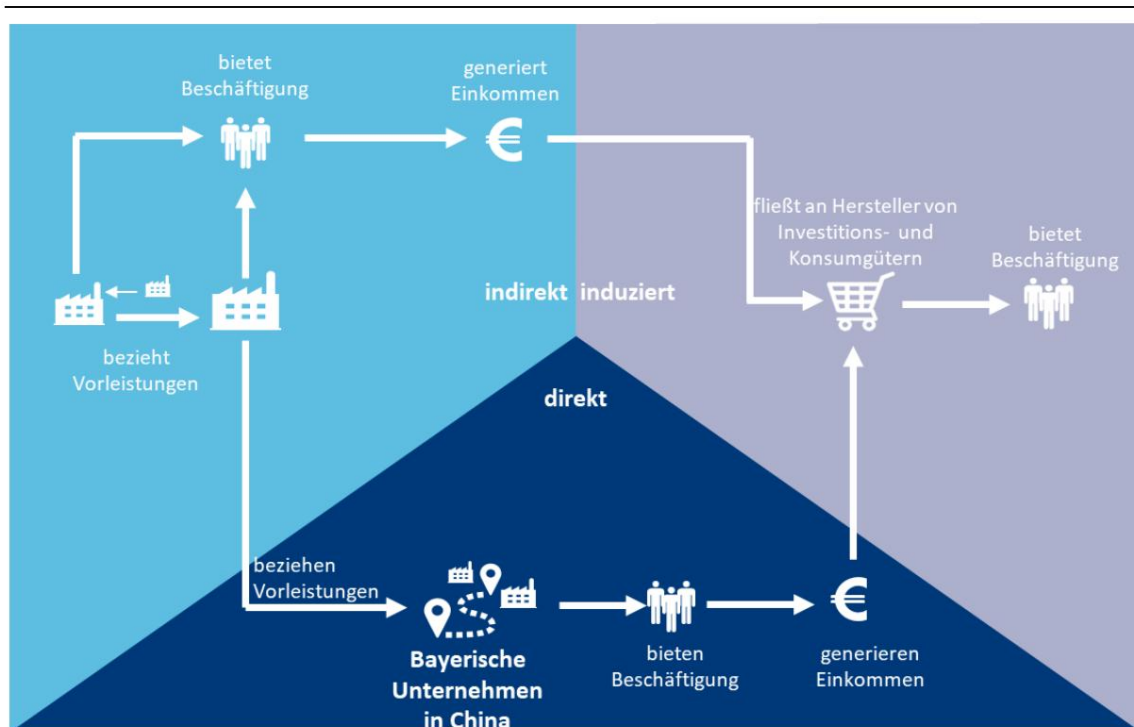 bietet
Beschäftigung
generiert
Einkommen
fließt an Hersteller von
Investitions- und
Konsumgütern
bietet
Beschäftigung
indirekt induziert
bezieht
Vorleistungen
direkt
beziehen
Vorleistungen
Bayerische
Unternehmen
in China
bieten
Beschäftigung
generieren
Einkommen